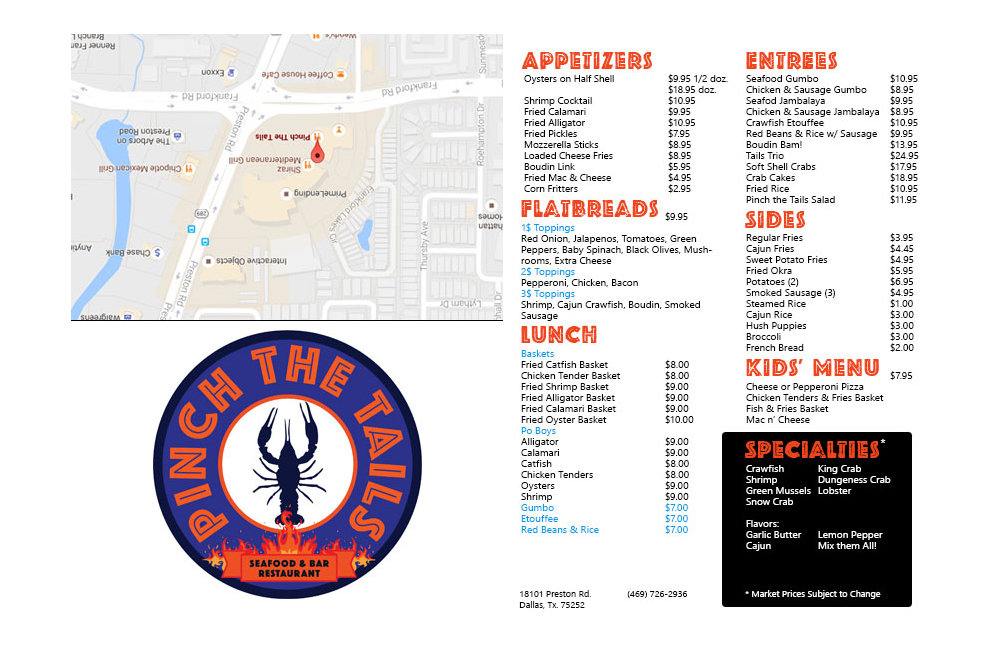 Branch Ln
Renner Fran
Wendy's
Sunmead
Exxon
Coffee House Cafe
Frankford Rd
Frankford Rd
Preston Rd
The Arbors on
Preston Road
Pinch The Tails
Roehampton Dr
Chipotle Mexican Grill
Shiraz
Mediterranean Grill
PrimeLending
Frankford Lakes Cir
Homes
Thursby Ave
Chase Bank
Interactive Objects
Preston Rd
Lytham Dr
Walgreens
PINCH THE TAILS
SEAFOOD & BAR
RESTAURANT
APPETIZERS
Oysters on Half Shell $9.95 1/2 doz.
$18.95 doz.
Shrimp Cocktail $10.95
Fried Calamari $9.95
Fried Alligator $10.95
Fried Pickles $7.95
Mozzerella Sticks $8.95
Loaded Cheese Fries $8.95
Boudin Link $5.95
Fried Mac & Cheese $4.95
Corn Fritters $2.95
FLATBREADS $9.95
1$ Toppings
Red Onion, Jalapenos, Tomatoes, Green
Peppers, Baby Spinach, Black Olives, Mush-
rooms, Extra Cheese
2$ Toppings
Pepperoni, Chicken, Bacon
3$ Toppings
Shrimp, Cajun Crawfish, Boudin, Smoked
Sausage
LUNCH
Baskets
Fried Catfish Basket $8.00
Chicken Tender Basket $8.00
Fried Shrimp Basket $9.00
Fried Alligator Basket $9.00
Fried Calamari Basket $9.00
Fried Oyster Basket $10.00
Po Boys
Alligator $9.00
Calamari $9.00
Catfish $8.00
Chicken Tenders $8.00
Oysters $9.00
Shrimp $9.00
Gumbo $7.00
Etouffee $7.00
Red Beans & Rice $7.00
18101 Preston Rd. (469) 726-2936
Dallas, Tx. 75252
ENTREES
Seafood Gumbo $10.95
Chicken & Sausage Gumbo $8.95
Seafod Jambalaya $9.95
Chicken & Sausage Jambalaya $8.95
Crawfish Etouffee $10.95
Red Beans & Rice w/ Sausage $9.95
Boudin Bam! $13.95
Tails Trio $24.95
Soft Shell Crabs $17.95
Crab Cakes $18.95
Fried Rice $10.95
Pinch the Tails Salad $11.95
SIDES
Regular Fries $3.95
Cajun Fries $4.45
Sweet Potato Fries $4.95
Fried Okra $5.95
Potatoes (2) $6.95
Smoked Sausage (3) $4.95
Steamed Rice $1.00
Cajun Rice $3.00
Hush Puppies $3.00
Broccoli $3.00
French Bread $2.00
KIDS' MENU $7.95
Cheese or Pepperoni Pizza
Chicken Tenders & Fries Basket
Fish & Fries Basket
Mac n' Cheese
SPECIALTIES*
Crawfish King Crab
Shrimp Dungeness Crab
Green Mussels Lobster
Snow Crab
Flavors:
Garlic Butter Lemon Pepper
Cajun Mix them All!
* Market Prices Subject to Change